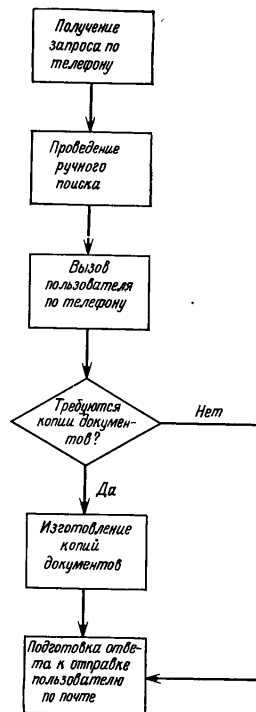 Получение
запроса по
телефону
Проведение
ручного
поиска
Вызов
пользователя
по телефону
Требуются
копии докумен-
тов?
Нет
Да
Изготовление
копий
документов
Подготовка отве-
та к отправке
пользователю
по почте